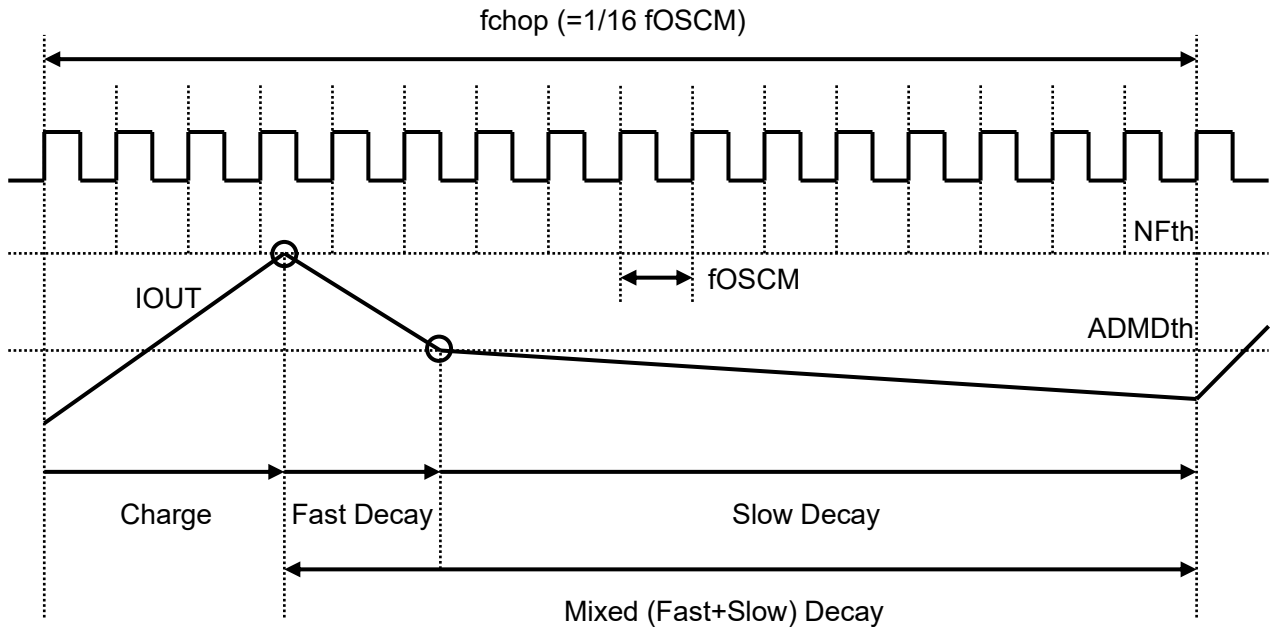 fchop (=1/16 fOSCM)
NFth
fOSCM
IOUT
ADMDth
Charge
Fast Decay
Slow Decay
Mixed (Fast+Slow) Decay